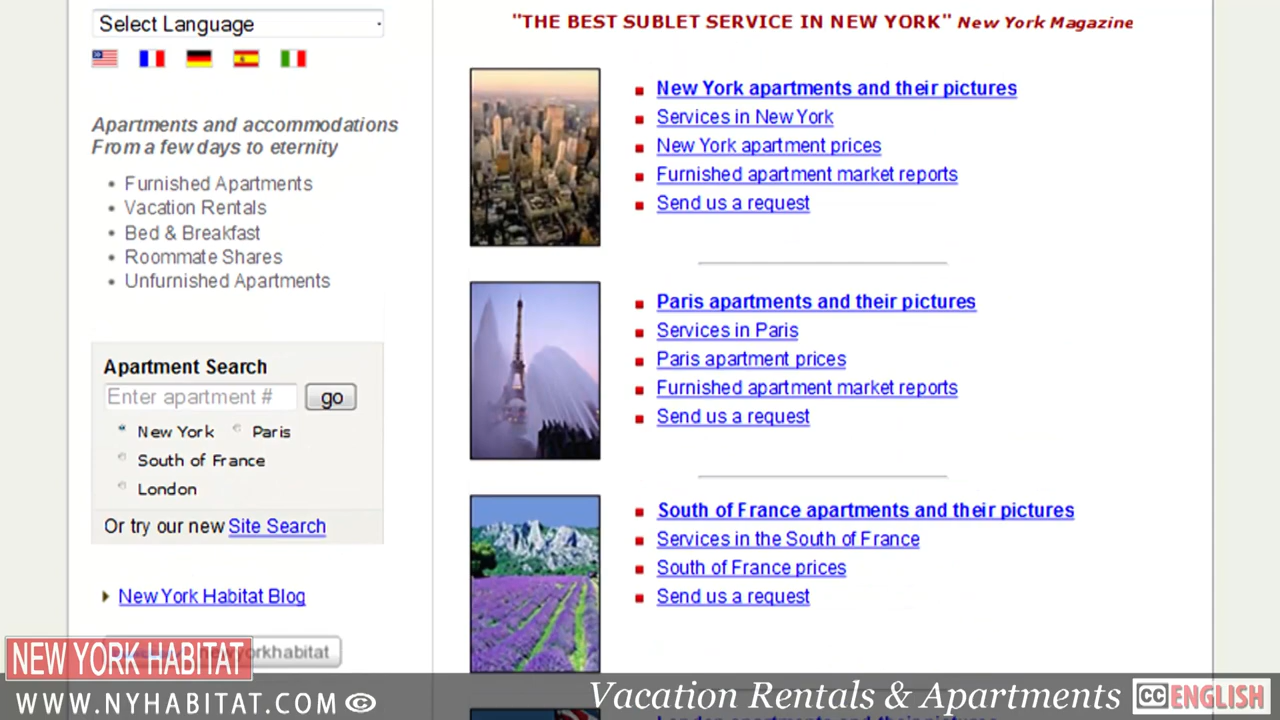 Select Language
"THE BEST SUBLET SERVICE IN NEW YORK" New York Magazine
Apartments and accommodations
From a few days to eternity
Furnished Apartments
Vacation Rentals
Bed & Breakfast
Roommate Shares
Unfurnished Apartments
Apartment Search
Enter apartment # go
New York Paris
South of France
London
Or try our new Site Search
New York Habitat Blog
newyorkhabitat
New York apartments and their pictures
Services in New York
New York apartment prices
Furnished apartment market reports
Send us a request
Paris apartments and their pictures
Services in Paris
Paris apartment prices
Furnished apartment market reports
Send us a request
South of France apartments and their pictures
Services in the South of France
South of France prices
Send us a request
London apartments and their pictures
NEW YORK HABITAT
WWW.NYHABITAT.COM ©
Vacation Rentals & Apartments
CC ENGLISH